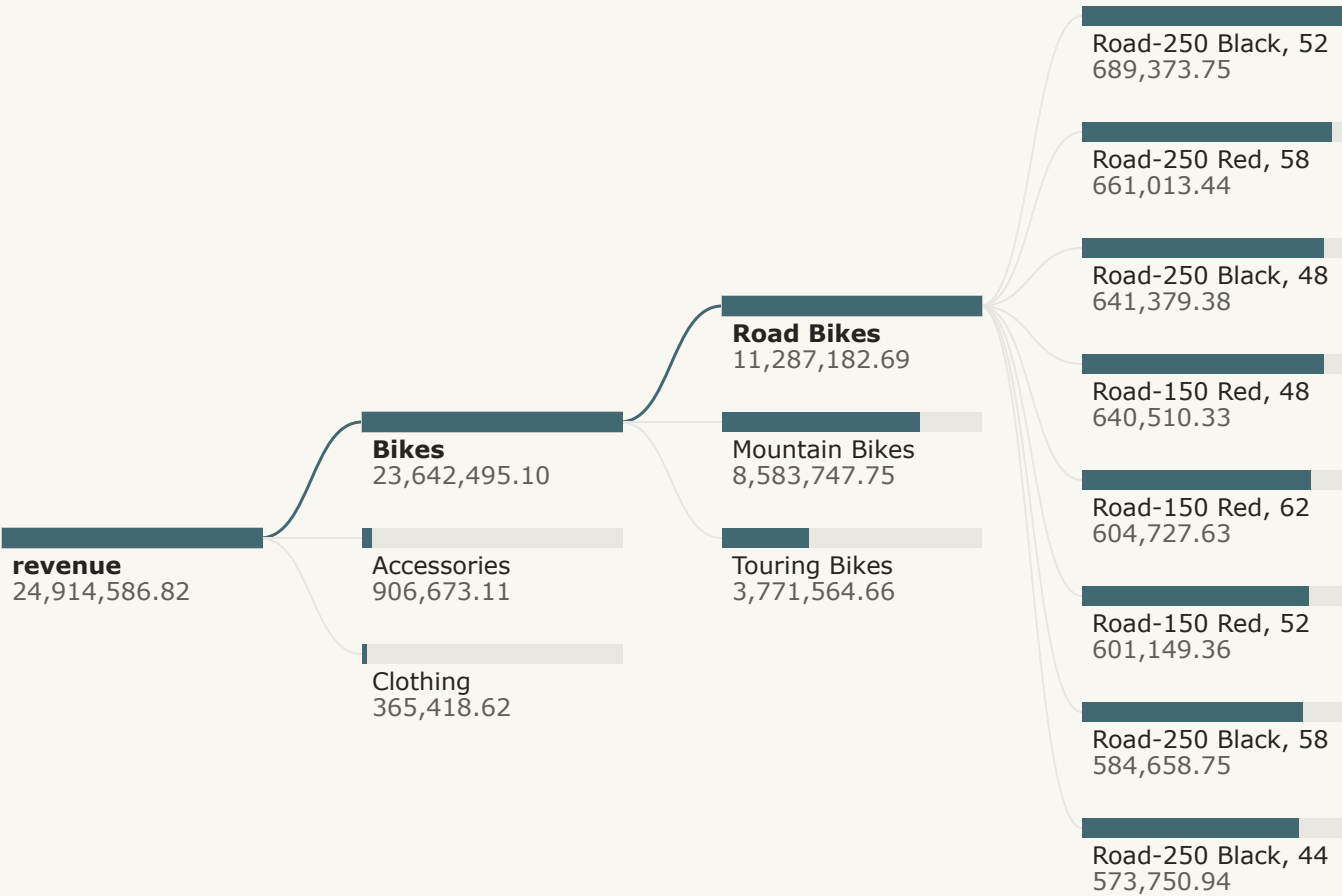 revenue
24,914,586.82
Bikes
23,642,495.10
Accessories
906,673.11
Clothing
365,418.62
Road Bikes
11,287,182.69
Mountain Bikes
8,583,747.75
Touring Bikes
3,771,564.66
Road-250 Black, 52
689,373.75
Road-250 Red, 58
661,013.44
Road-250 Black, 48
641,379.38
Road-150 Red, 48
640,510.33
Road-150 Red, 62
604,727.63
Road-150 Red, 52
601,149.36
Road-250 Black, 58
584,658.75
Road-250 Black, 44
573,750.94